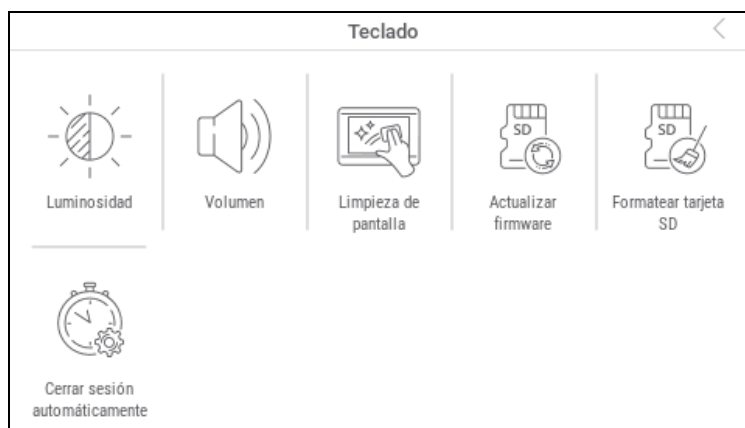 Teclado
SD
SD
Luminosidad
Volumen
Limpieza de
pantalla
Actualizar
firmware
Formatear tarjeta
SD
Cerrar sesión
automáticamente